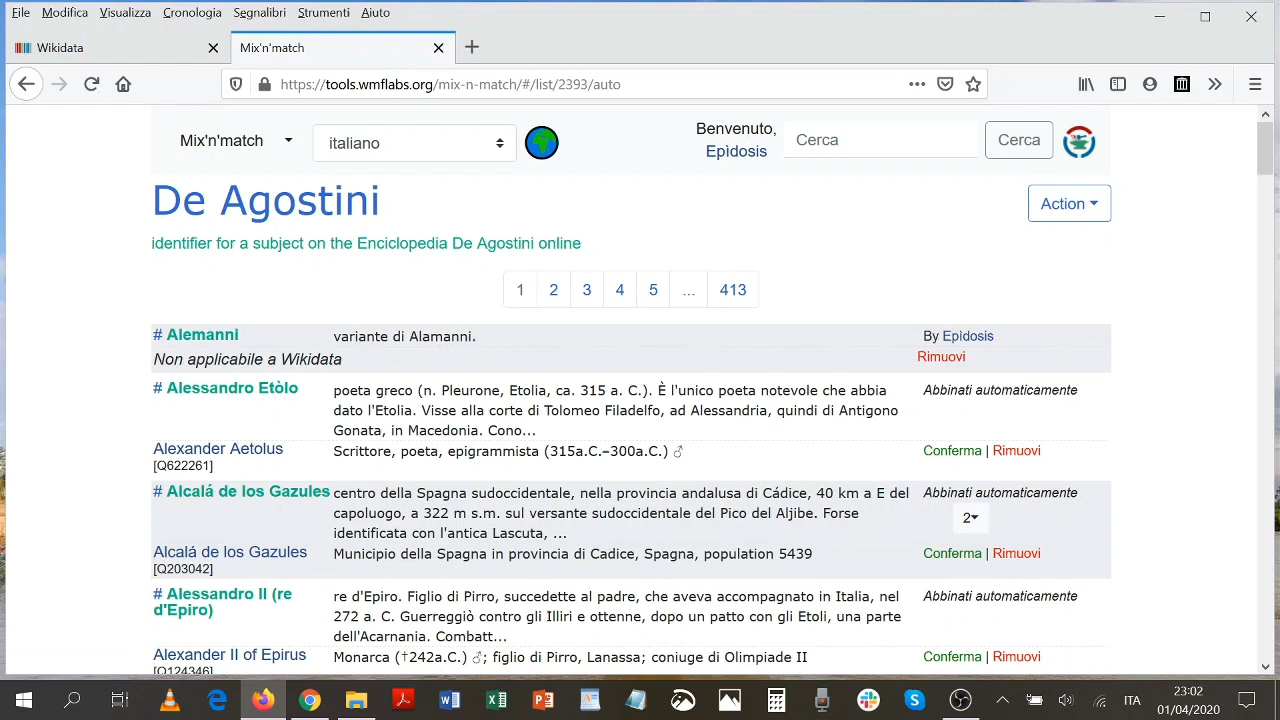 File Modifica Visualizza Cronologia Segnalibri Strumenti Aiuto
Wikidata
Mix'n'match
https://tools.wmflabs.org/mix-n-match/#/list/2393/auto
Mix'n'match
italiano
Benvenuto,
Epìdosis
Cerca
Cerca
De Agostini
Action
identifier for a subject on the Enciclopedia De Agostini online
1 2 3 4 5 ... 413
# Alemanni
variante di Alamanni.
By Epìdosis
Rimuovi
Non applicabile a Wikidata
# Alessandro Etòlo
poeta greco (n. Pleurone, Etolia, ca. 315 a. C.). È l'unico poeta notevole che abbia
dato l'Etolia. Visse alla corte di Tolomeo Filadelfo, ad Alessandria, quindi di Antigono
Gonata, in Macedonia. Cono...
Abbinati automaticamente
Alexander Aetolus
[Q622261]
Scrittore, poeta, epigrammista (315a.C.–300a.C.) ♂
Conferma | Rimuovi
# Alcalá de los Gazules
centro della Spagna sudoccidentale, nella provincia andalusa di Cádice, 40 km a E del
capoluogo, a 322 m s.m. sul versante sudoccidentale del Pico del Aljibe. Forse
identificata con l'antica Lascuta, ...
Abbinati automaticamente
2
Alcalá de los Gazules
[Q203042]
Municipio della Spagna in provincia di Cadice, Spagna, population 5439
Conferma | Rimuovi
# Alessandro II (re
d'Epiro)
re d'Epiro. Figlio di Pirro, succedette al padre, che aveva accompagnato in Italia, nel
272 a. C. Guerreggiò contro gli Illiri e ottenne, dopo un patto con gli Etoli, una parte
dell'Acarnania. Combatt...
Abbinati automaticamente
Alexander II of Epirus
[Q124346]
Monarca (†242a.C.) ♂; figlio di Pirro, Lanassa; coniuge di Olimpiade II
Conferma | Rimuovi
ITA
23:02
01/04/2020